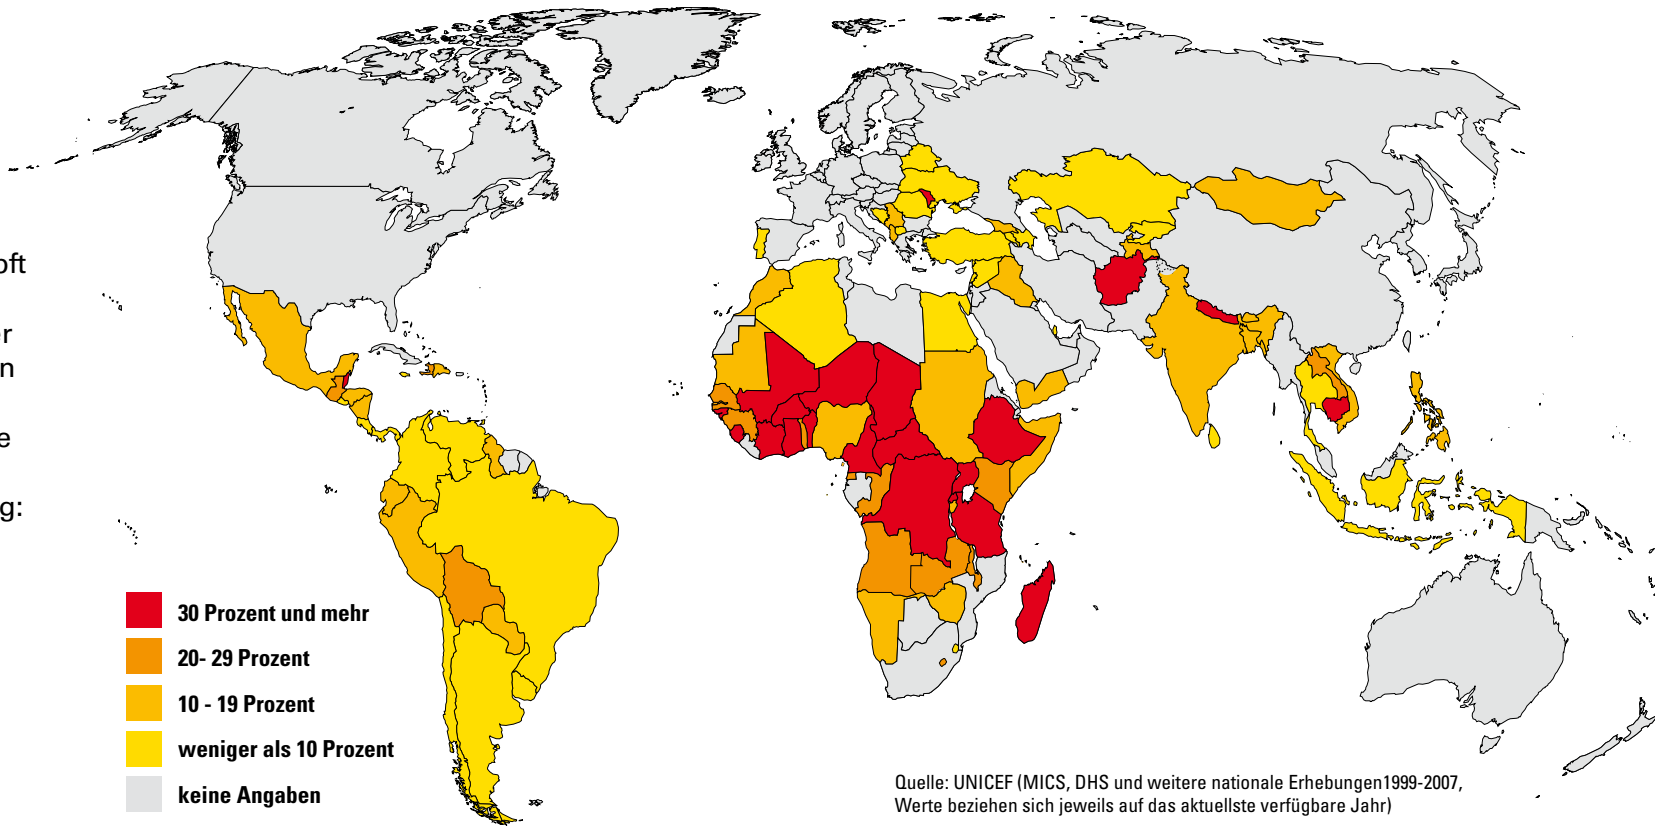 oft
r
n
e
g:
30 Prozent und mehr
20- 29 Prozent
10 - 19 Prozent
weniger als 10 Prozent
keine Angaben
Quelle: UNICEF (MICS, DHS und weitere nationale Erhebungen1999-2007,
Werte beziehen sich jeweils auf das aktuellste verfügbare Jahr)